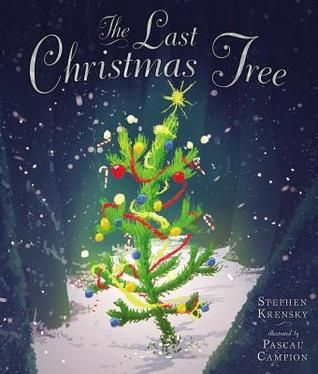 The Last
Christmas Tree
STEPHEN
KRENSKY
illustrated by
PASCAL
CAMPION